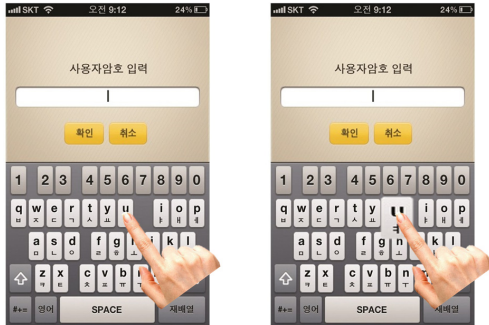 SKT 오전 9:12 24%
사용자암호 입력
확인 취소
1 2 3 4 5 6 7 8 9 0
q w e r t y u i o p
ㅂ ㅈ ㄷ ㄱ ㅅ ㅛ ㅑ ㅐ ㅔ
a s d f g h k l
ㅁ ㄴ ㅇ ㄹ ㅎ
z x c v b n
ㅋ ㅌ ㅊ ㅍ ㅠ ㅜ
#+= 영어 SPACE 재배열
SKT 오전 9:12 24%
사용자암호 입력
확인 취소
1 2 3 4 5 6 7 8 9 0
q w e r t y u i o p
ㅂ ㅈ ㄷ ㄱ ㅅ ㅛ ㅕ ㅑ ㅐ ㅔ
a s d f g h k l
ㅁ ㄴ ㅇ ㄹ ㅎ
z x c v b n
ㅋ ㅌ ㅊ ㅍ ㅠ ㅜ
#+= 영어 SPACE 재배열